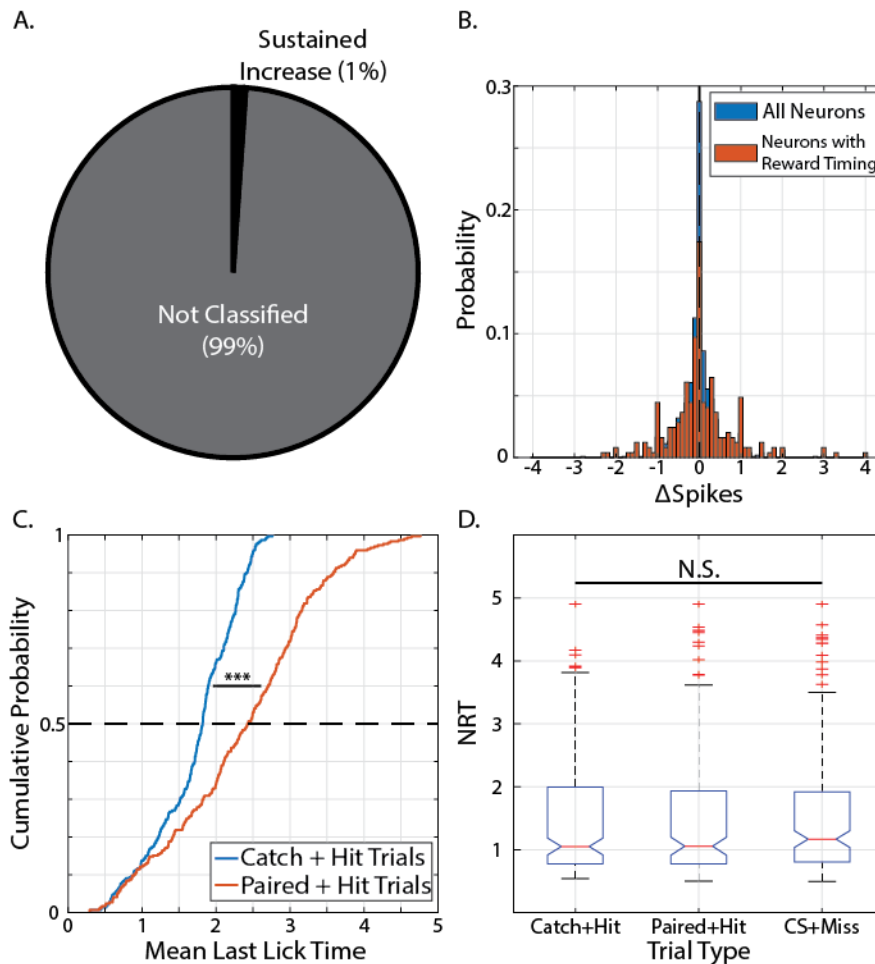 A.
Sustained
Increase (1%)
Not Classified
(99%)
B.
0.3
0.2
0.1
0
Probability
All Neurons
Neurons with
Reward Timing
-4 -3 -2 -1 0 1 2 3 4
ΔSpikes
C.
1
0.5
0
Cumulative Probability
***
Catch + Hit Trials
Paired + Hit Trials
0 1 2 3 4 5
Mean Last Lick Time
D.
N.S.
5
4
3
2
1
NRT
Catch+Hit Paired+Hit CS+Miss
Trial Type